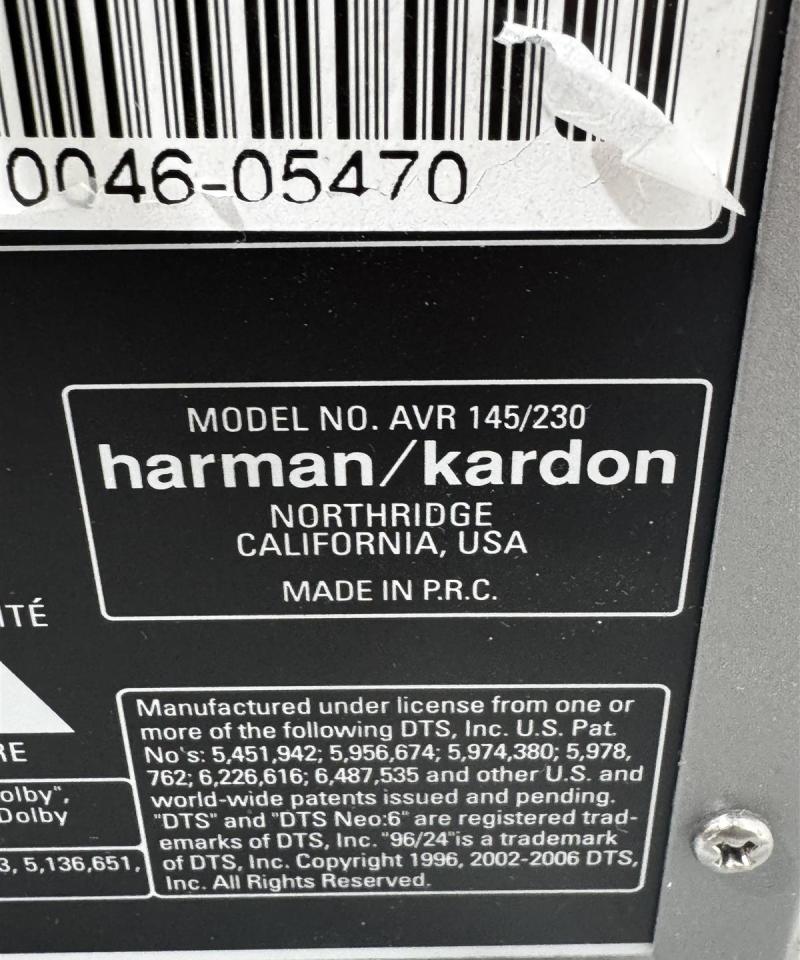 0046-05470
MODEL NO. AVR 145/230
harman/kardon
NORTHRIDGE
CALIFORNIA, USA
MADE IN P.R.C.
ITÉ
RE
olby",
Dolby
3, 5,136,651,
Manufactured under license from one or
more of the following DTS, Inc. U.S. Pat.
No's: 5,451,942; 5,956,674; 5,974,380; 5,978,
762; 6,226,616; 6,487,535 and other U.S. and
world-wide patents issued and pending.
"DTS" and "DTS Neo:6" are registered trad-
emarks of DTS, Inc. "96/24"is a trademark
of DTS, Inc. Copyright 1996, 2002-2006 DTS,
Inc. All Rights Reserved.